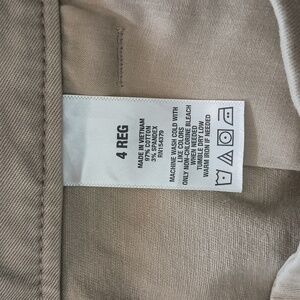 4 REG
MADE IN VIETNAM
97% COTTON
3% SPANDEX
RN154379
MACHINE WASH COLD WITH
LIKE COLORS
ONLY NON-CHLORINE BLEACH
WHEN NEEDED
TUMBLE DRY LOW
WARM IRON IF NEEDED